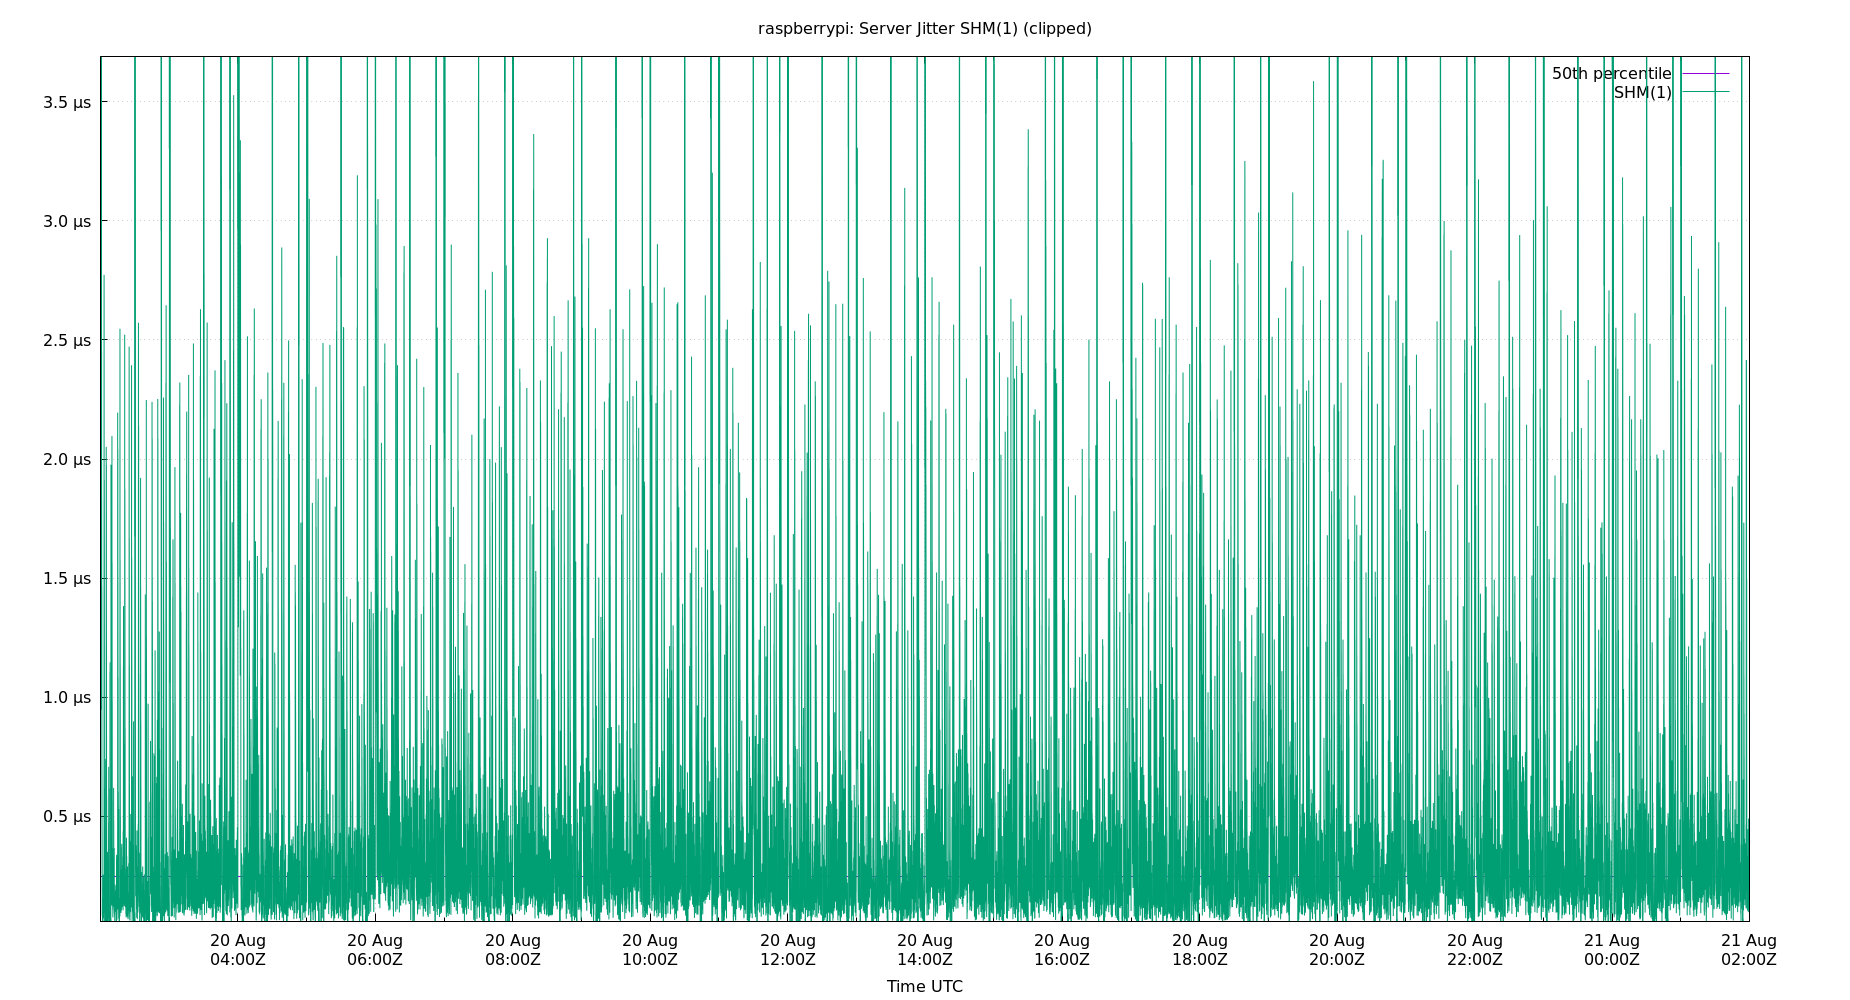 raspberrypi: Server Jitter SHM(1) (clipped)
50th percentile
SHM(1)
3.5 µs
3.0 µs
2.5 µs
2.0 µs
1.5 µs
1.0 µs
0.5 µs
20 Aug 20 Aug 20 Aug 20 Aug 20 Aug 20 Aug 20 Aug 20 Aug 20 Aug 20 Aug 21 Aug 21 Aug
04:00Z 06:00Z 08:00Z 10:00Z 12:00Z 14:00Z 16:00Z 18:00Z 20:00Z 22:00Z 00:00Z 02:00Z
Time UTC